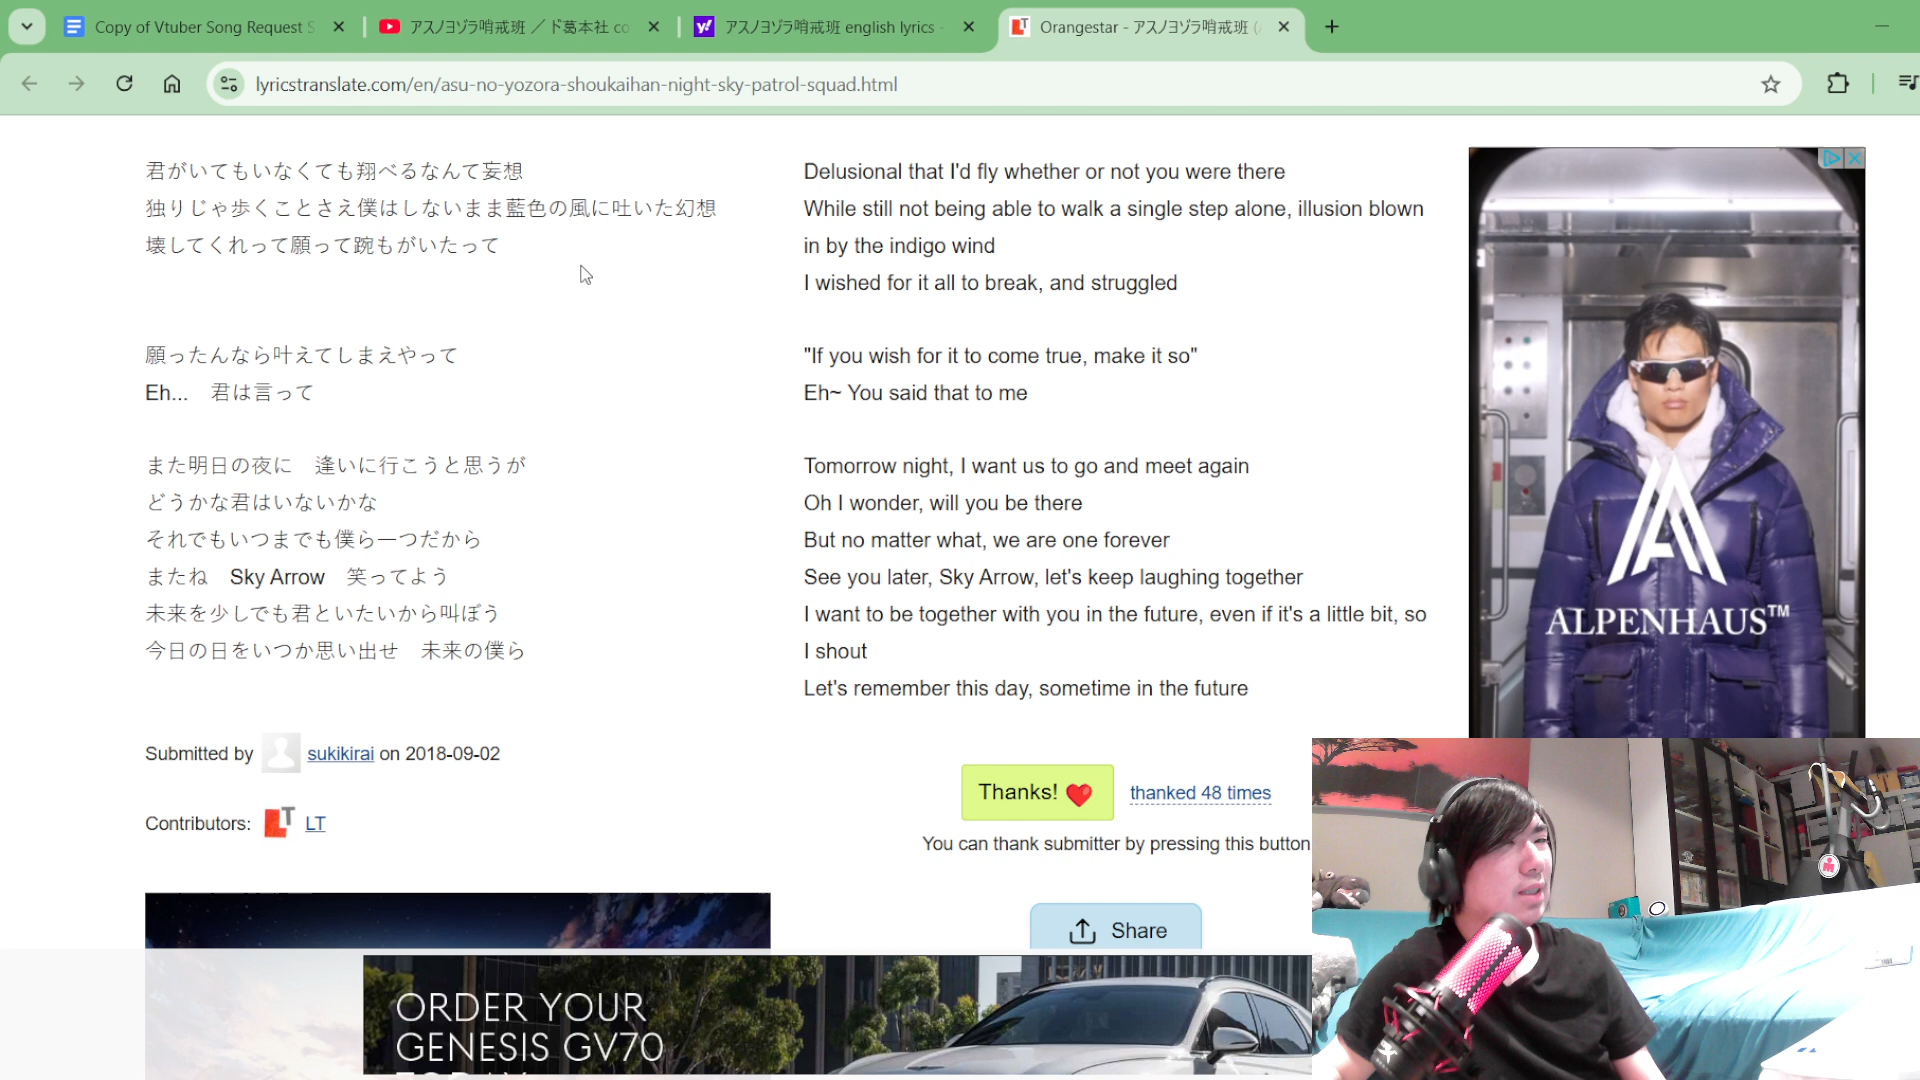 Copy of Vtuber Song Request S
アスノヨゾラ哨戒班 ／ド葛本社 co
アスノヨゾラ哨戒班 english lyrics -
Orangestar - アスノヨゾラ哨戒班 (
lyricstranslate.com/en/asu-no-yozora-shoukaihan-night-sky-patrol-squad.html
君がいてもいなくても翔べるなんて妄想
独りじゃ歩くことさえ僕はしないまま藍色の風に吐いた幻想
壊してくれって願って踠もがいたって
願ったんなら叶えてしまえやって
Eh... 君は言って
また明日の夜に 逢いに行こうと思うが
どうかな君はいないかな
それでもいつまでも僕ら一つだから
またね Sky Arrow 笑ってよう
未来を少しでも君といたいから叫ぼう
今日の日をいつか思い出せ 未来の僕ら
Submitted by sukikirai on 2018-09-02
Contributors: LT LT
Delusional that I'd fly whether or not you were there
While still not being able to walk a single step alone, illusion blown
in by the indigo wind
I wished for it all to break, and struggled
"If you wish for it to come true, make it so"
Eh~ You said that to me
Tomorrow night, I want us to go and meet again
Oh I wonder, will you be there
But no matter what, we are one forever
See you later, Sky Arrow, let's keep laughing together
I want to be together with you in the future, even if it's a little bit, so
I shout
Let's remember this day, sometime in the future
Thanks! thanked 48 times
You can thank submitter by pressing this button
Share
ALPENHAUS™
ORDER YOUR
GENESIS GV70
TODAY